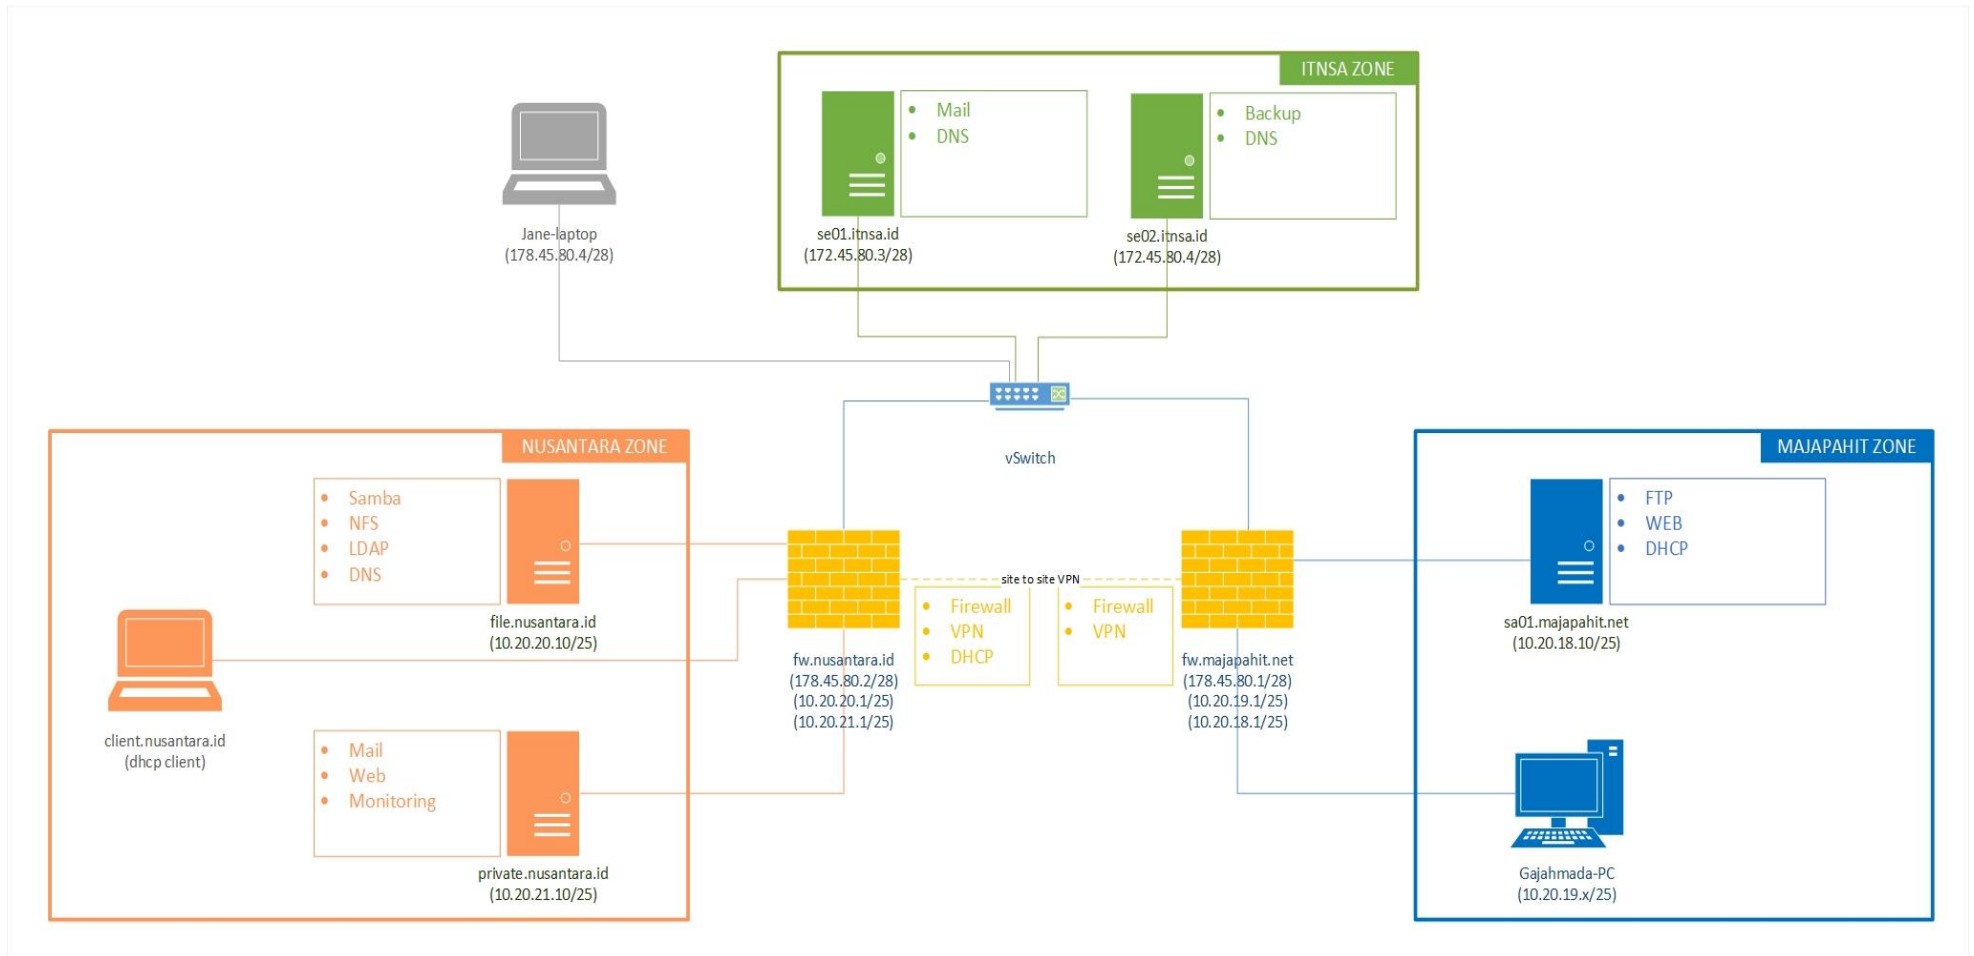 ITNSA ZONE
• Mail
• DNS
• Backup
• DNS
Jane-laptop
(178.45.80.4/28)
se01.itnsa.id
(172.45.80.3/28)
se02.itnsa.id
(172.45.80.4/28)
vSwitch
NUSANTARA ZONE
• Samba
• NFS
• LDAP
• DNS
file.nusantara.id
(10.20.20.10/25)
client.nusantara.id
(dhcp client)
• Mail
• Web
• Monitoring
private.nusantara.id
(10.20.21.10/25)
site to site VPN
• Firewall
• VPN
• DHCP
• Firewall
• VPN
fw.nusantara.id
(178.45.80.2/28)
(10.20.20.1/25)
(10.20.21.1/25)
fw.majapahit.net
(178.45.80.1/28)
(10.20.19.1/25)
(10.20.18.1/25)
MAJAPAHIT ZONE
• FTP
• WEB
• DHCP
sa01.majapahit.net
(10.20.18.10/25)
Gajahmada-PC
(10.20.19.x/25)